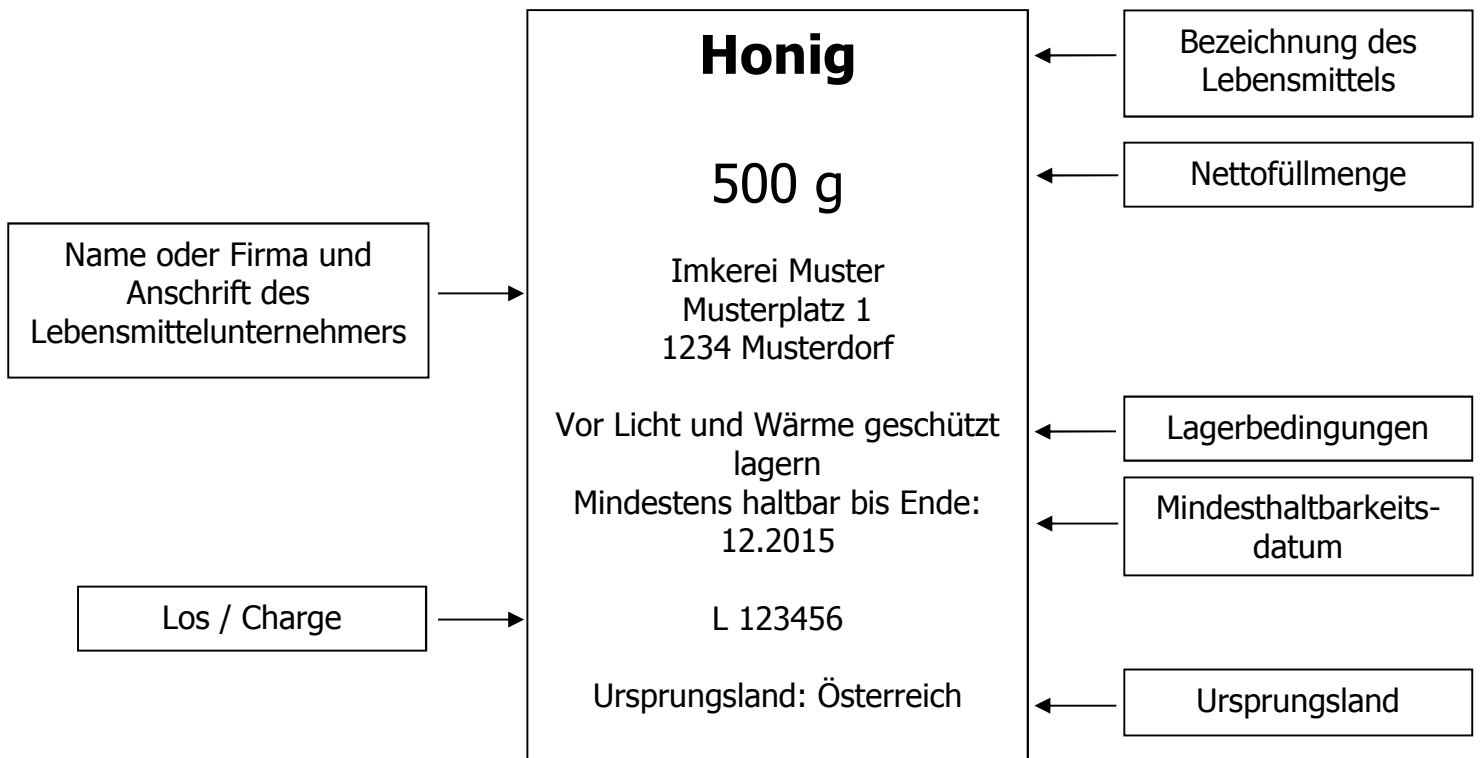 Honig
Bezeichnung des
Lebensmittels
500 g
Nettofüllmenge
Name oder Firma und
Anschrift des
Lebensmittelunternehmers
Imkerei Muster
Musterplatz 1
1234 Musterdorf
Vor Licht und Wärme geschützt
lagern
Lagerbedingungen
Mindestens haltbar bis Ende:
12.2015
Mindesthaltbarkeits-
datum
Los / Charge
L 123456
Ursprungsland: Österreich
Ursprungsland